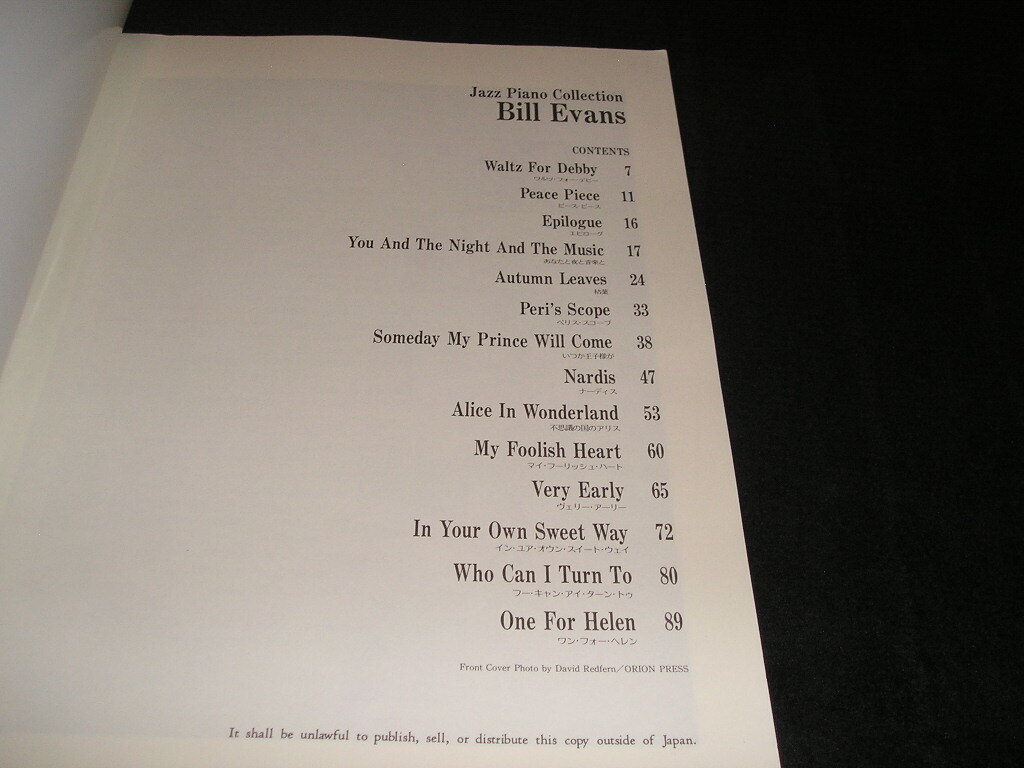 Jazz Piano Collection
Bill Evans
CONTENTS
Waltz For Debby 7
ワルツ・フォー・デビー
Peace Piece 11
ピース・ピース
Epilogue 16
エピローグ
You And The Night And The Music 17
あなたと夜と音楽と
Autumn Leaves 24
枯葉
Peri's Scope 33
ペリズ・スコープ
Someday My Prince Will Come 38
いつか王子様が
Nardis 47
ナーディス
Alice In Wonderland 53
不思議の国のアリス
My Foolish Heart 60
マイ・フーリッシュ・ハート
Very Early 65
ヴェリー・アーリー
In Your Own Sweet Way 72
イン・ユア・オウン・スイート・ウェイ
Who Can I Turn To 80
フー・キャン・アイ・ターン・トゥ
One For Helen 89
ワン・フォー・ヘレン
Front Cover Photo by David Redfern/ORION PRESS
It shall be unlawful to publish, sell, or distribute this copy outside of Japan.